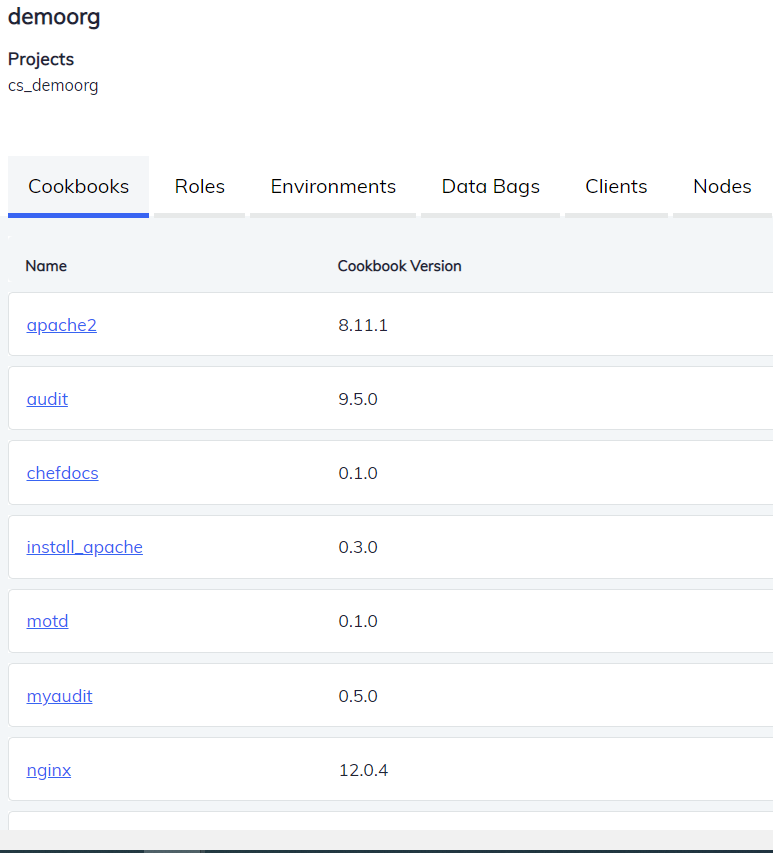 demoorg
Projects
cs_demoorg
Cookbooks Roles Environments Data Bags Clients Nodes
Name Cookbook Version
apache2 8.11.1
audit 9.5.0
chefdocs 0.1.0
install_apache 0.3.0
motd 0.1.0
myaudit 0.5.0
nginx 12.0.4